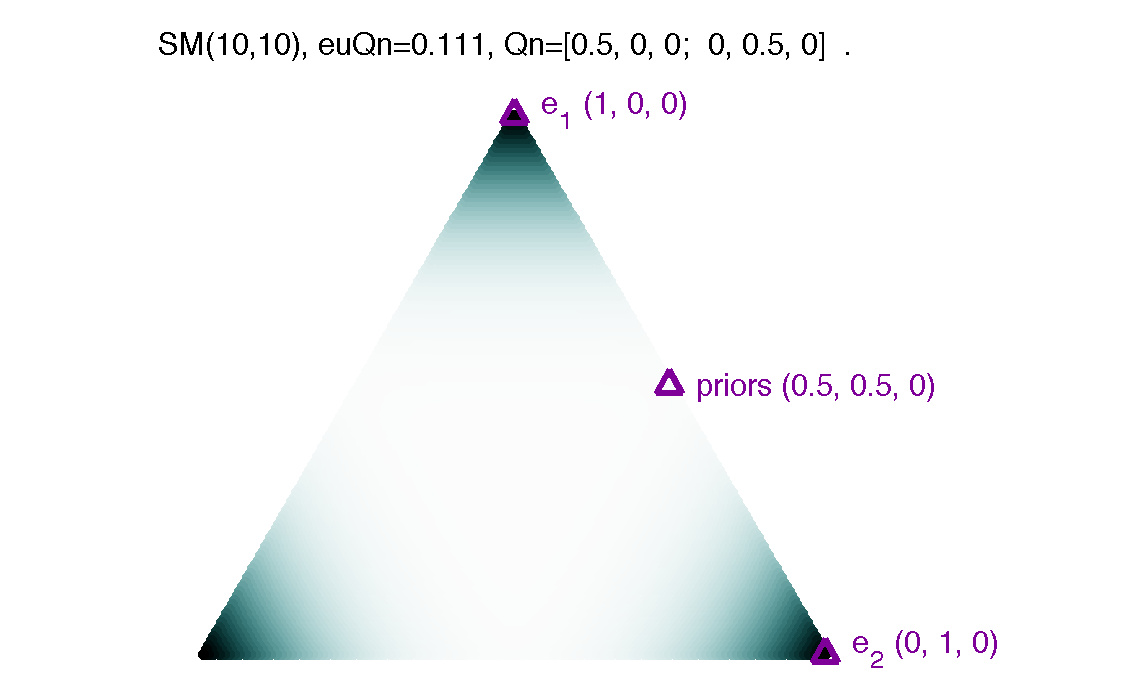 SM(10,10), euQn=0.111, Qn=[0.5, 0, 0;  0, 0.5, 0]  .
e₁ (1, 0, 0)
priors (0.5, 0.5, 0)
e₂ (0, 1, 0)